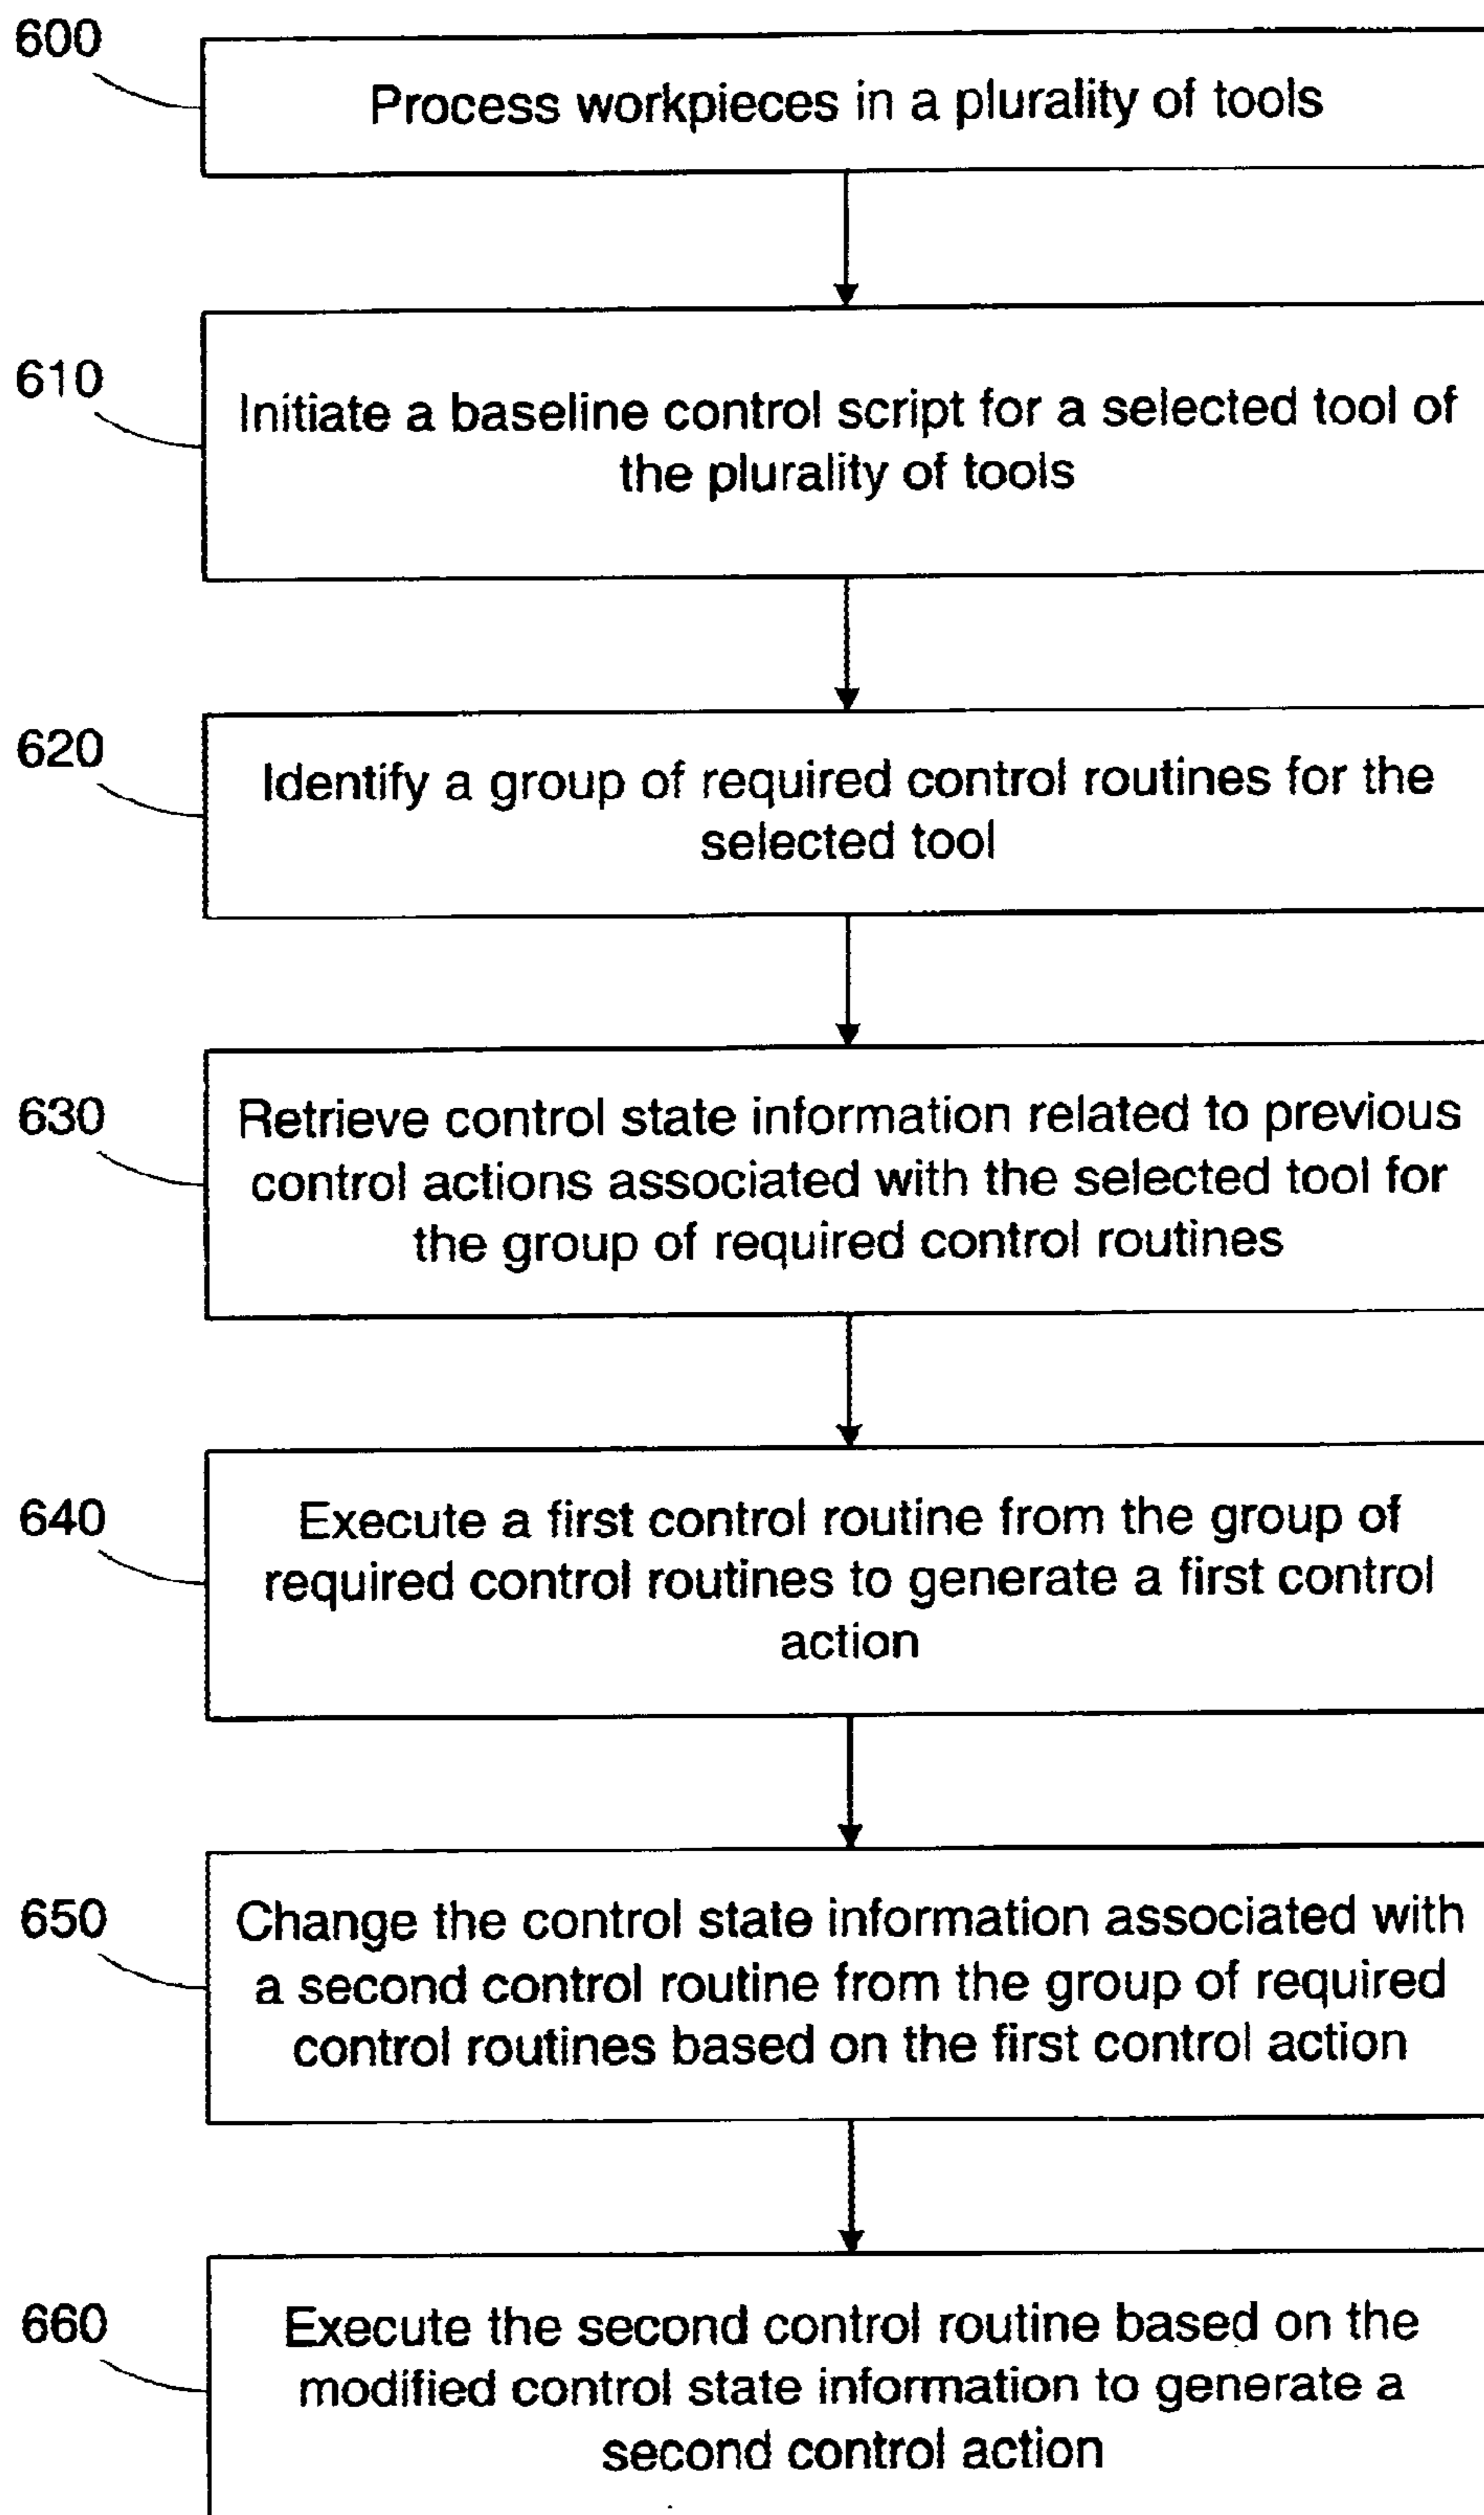 600
Process workpieces in a plurality of tools
610
Initiate a baseline control script for a selected tool of
the plurality of tools
620
Identify a group of required control routines for the
selected tool
630
Retrieve control state information related to previous
control actions associated with the selected tool for
the group of required control routines
640
Execute a first control routine from the group of
required control routines to generate a first control
action
650
Change the control state information associated with
a second control routine from the group of required
control routines based on the first control action
660
Execute the second control routine based on the
modified control state information to generate a
second control action